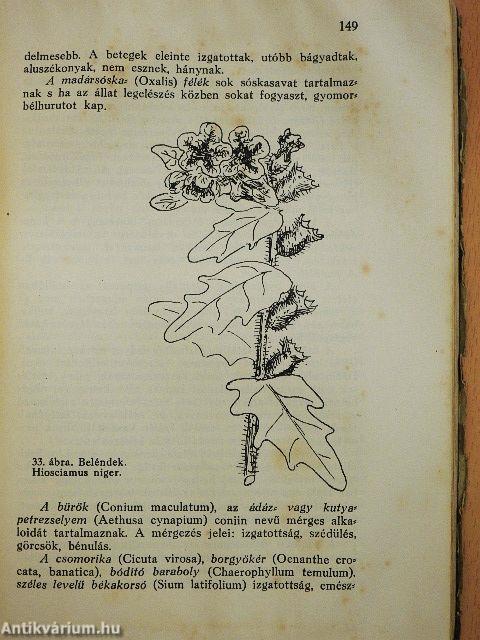 149
delmesebb. A betegek eleinte izgatottak, utóbb bágyadtak,
aluszékonyak, nem esznek, hánynak.
A madársóska- (Oxalis) félék sok sóskasavat tartalmaz-
nak s ha az állat legelészés közben sokat fogyaszt, gyomor-
bélhurutot kap.
33. ábra. Beléndek.
Hiosciamus niger.
A bürök (Conium maculatum), az ádáz- vagy kutya-
petrezselyem (Aethusa cynapium) conjin nevű mérges alka-
loidát tartalmaznak. A mérgezés jelei: izgatottság, szédülés,
görcsök, bénulás.
A csomorika (Cicuta virosa), borgyökér (Oenanthe cro-
cata, banatica), bódító baraboly (Chaerophyllum temulum),
széles levelű békakorsó (Sium latifolium) izgatottság, emész-
Antikvárium.hu